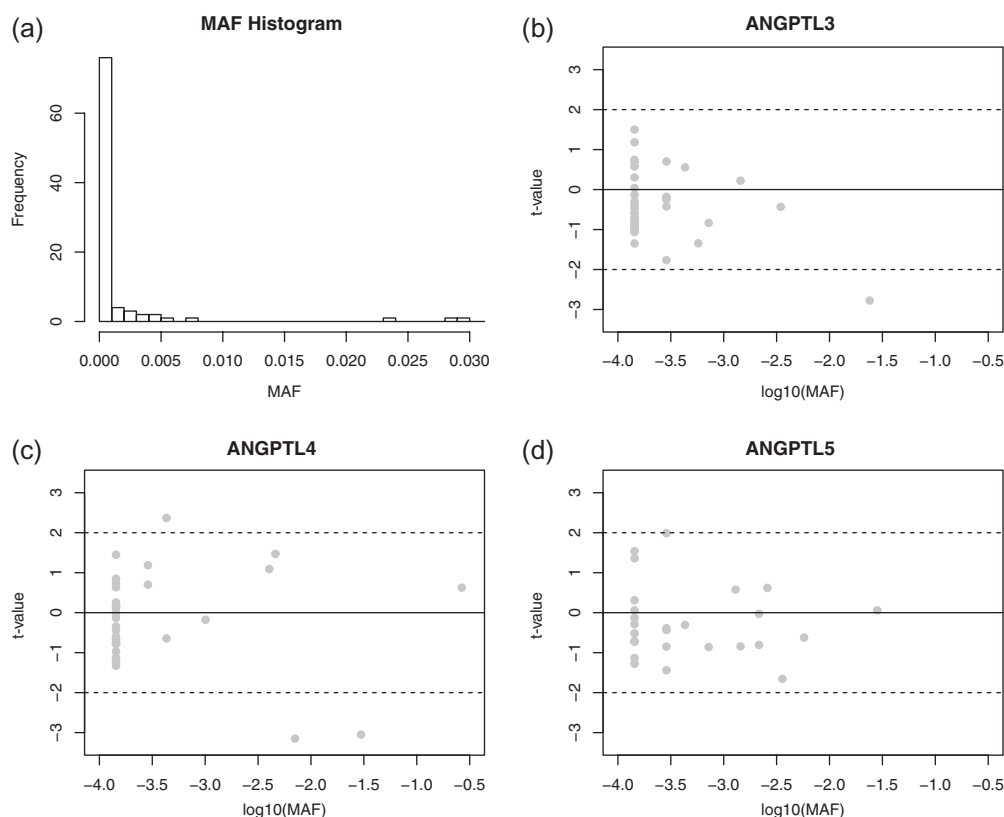 (a)
MAF Histogram
Frequency
0 20 40 60
0.000 0.005 0.010 0.015 0.020 0.025 0.030
MAF
(b)
ANGPTL3
t-value
−3 −2 −1 0 1 2 3
−4.0 −3.5 −3.0 −2.5 −2.0 −1.5 −1.0 −0.5
log10(MAF)
(c)
ANGPTL4
t-value
−3 −2 −1 0 1 2 3
−4.0 −3.5 −3.0 −2.5 −2.0 −1.5 −1.0 −0.5
log10(MAF)
(d)
ANGPTL5
t-value
−3 −2 −1 0 1 2 3
−4.0 −3.5 −3.0 −2.5 −2.0 −1.5 −1.0 −0.5
log10(MAF)